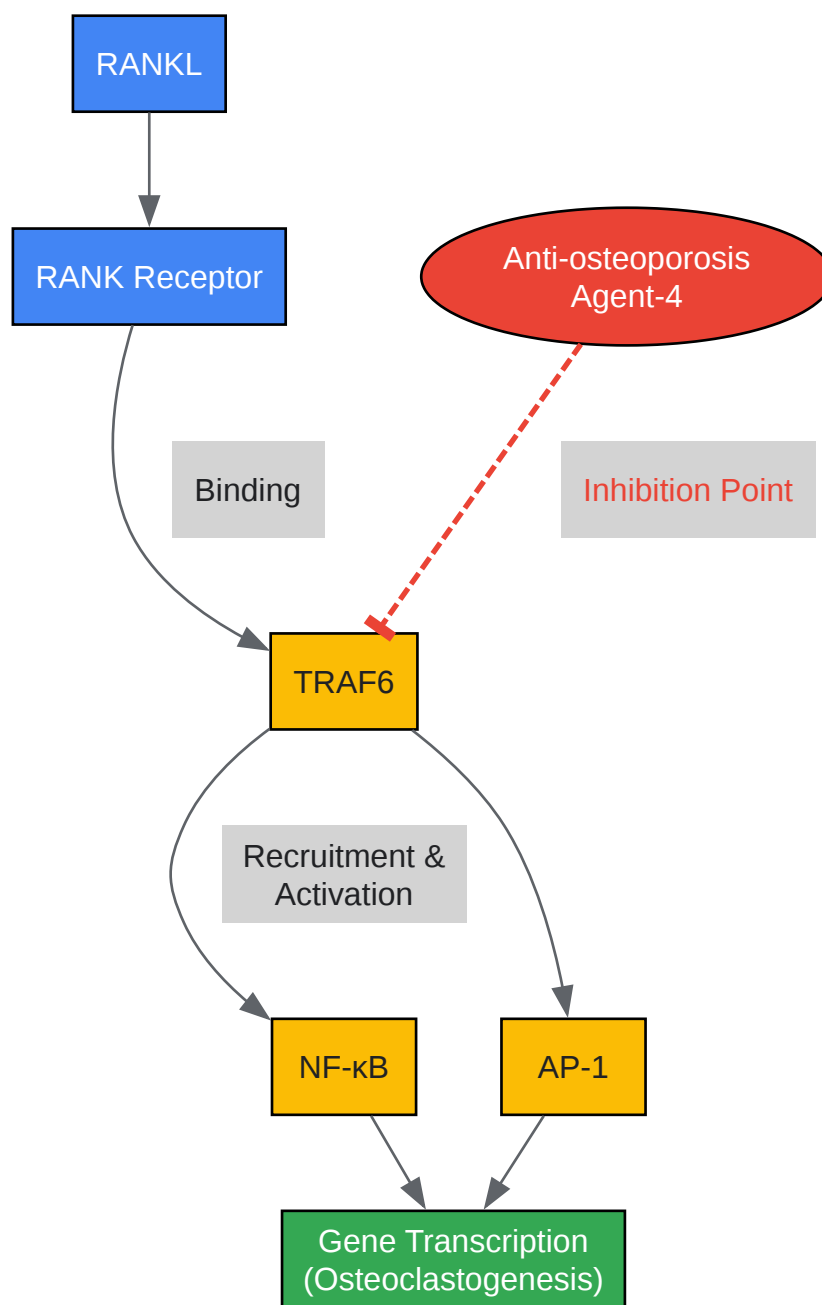 RANKL
RANK Receptor
Anti-osteoporosis
Agent-4
Binding
Inhibition Point
TRAF6
Recruitment &
Activation
NF-κB
AP-1
Gene Transcription
(Osteoclastogenesis)